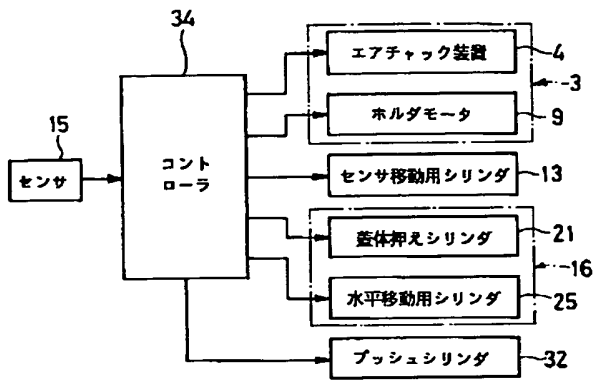 34
エアチャック装置
4
3
ホルダモータ
9
15
センサ
コント
ローラ
センサ移動用シリンダ
13
蓋体押えシリンダ
21
16
水平移動用シリンダ
25
プッシュシリンダ
32